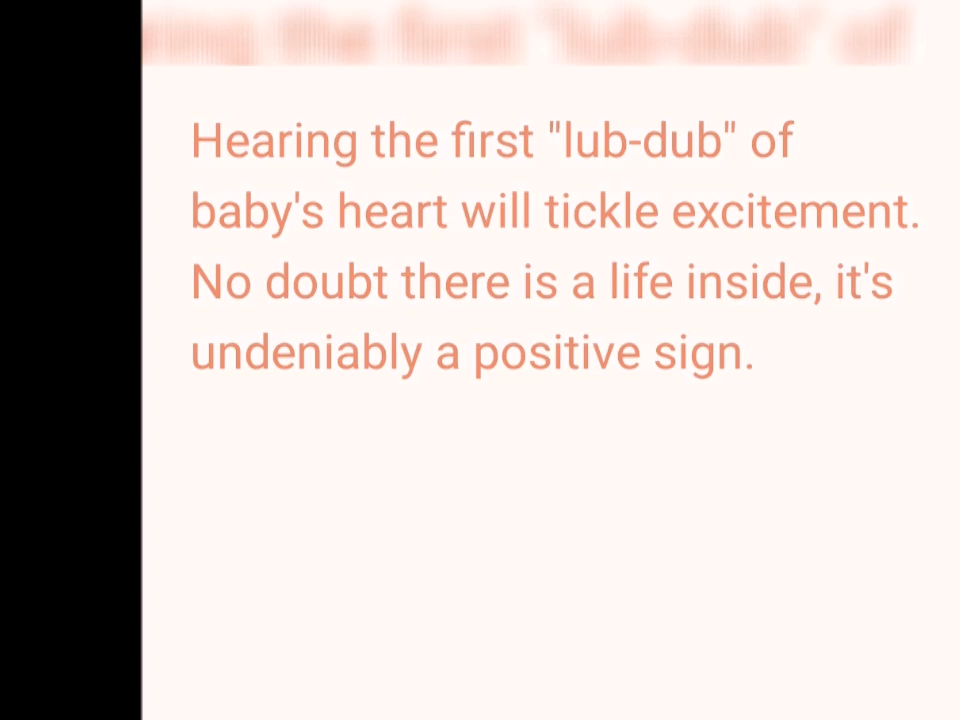 Hearing the first "lub-dub" of
baby's heart will tickle excitement.
No doubt there is a life inside, it's
undeniably a positive sign.